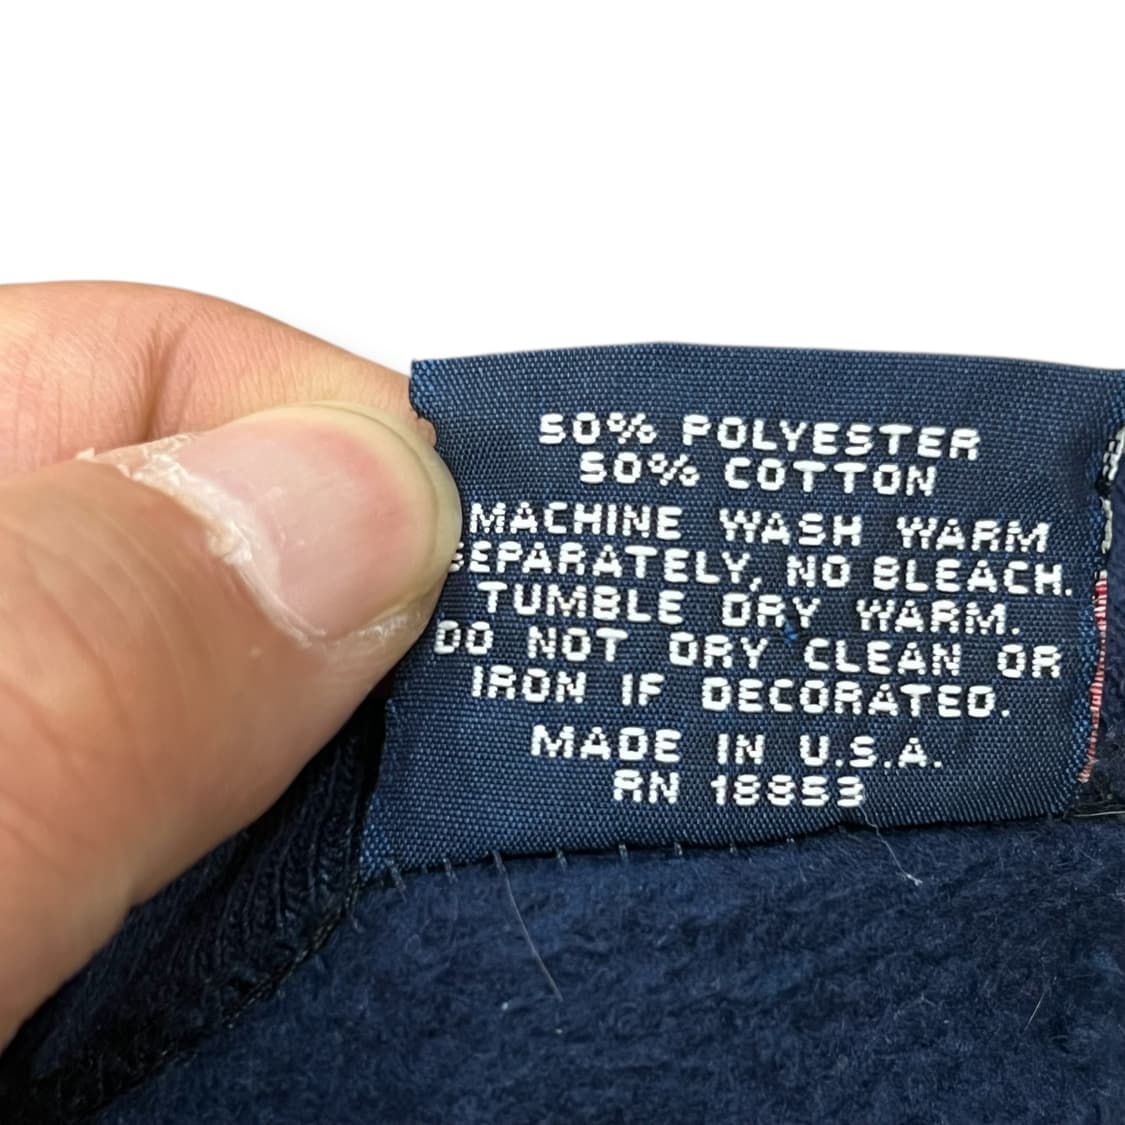 50% POLYESTER
50% COTTON
MACHINE WASH WARM
SEPARATELY, NO BLEACH.
TUMBLE DRY WARM.
DO NOT DRY CLEAN OR
IRON IF DECORATED.
MADE IN U.S.A.
RN